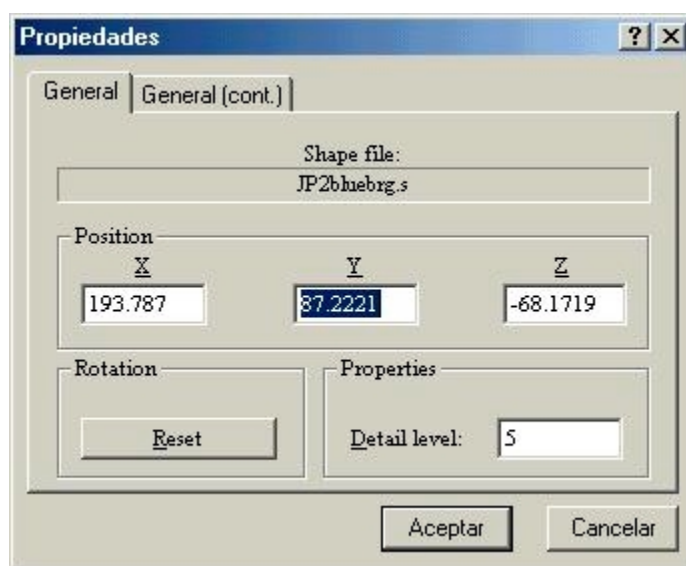 Propiedades
General General (cont.)
Shape file:
JP2bluebrg.s
Position
X Y Z
193.787 87.2221 -68.1719
Rotation Properties
Reset Detail level: 5
Aceptar Cancelar